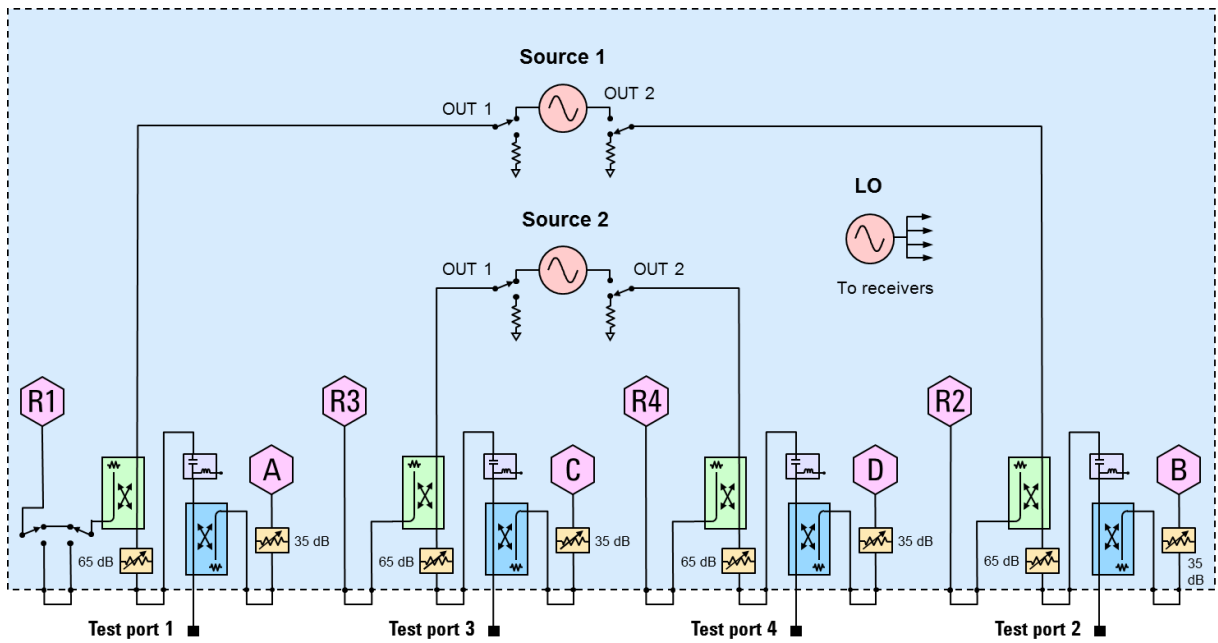 Source 1
OUT 1
OUT 2
LO
Source 2
OUT 1
OUT 2
To receivers
R1
R3
R4
R2
A
C
D
B
65 dB
35 dB
65 dB
35 dB
65 dB
35 dB
65 dB
35
dB
Test port 1
Test port 3
Test port 4
Test port 2